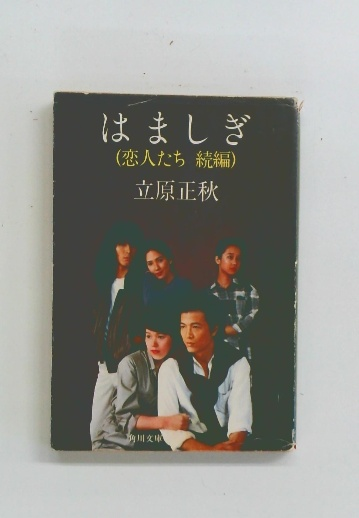 はましぎ
(恋人たち 続編)
立原正秋
角川文庫